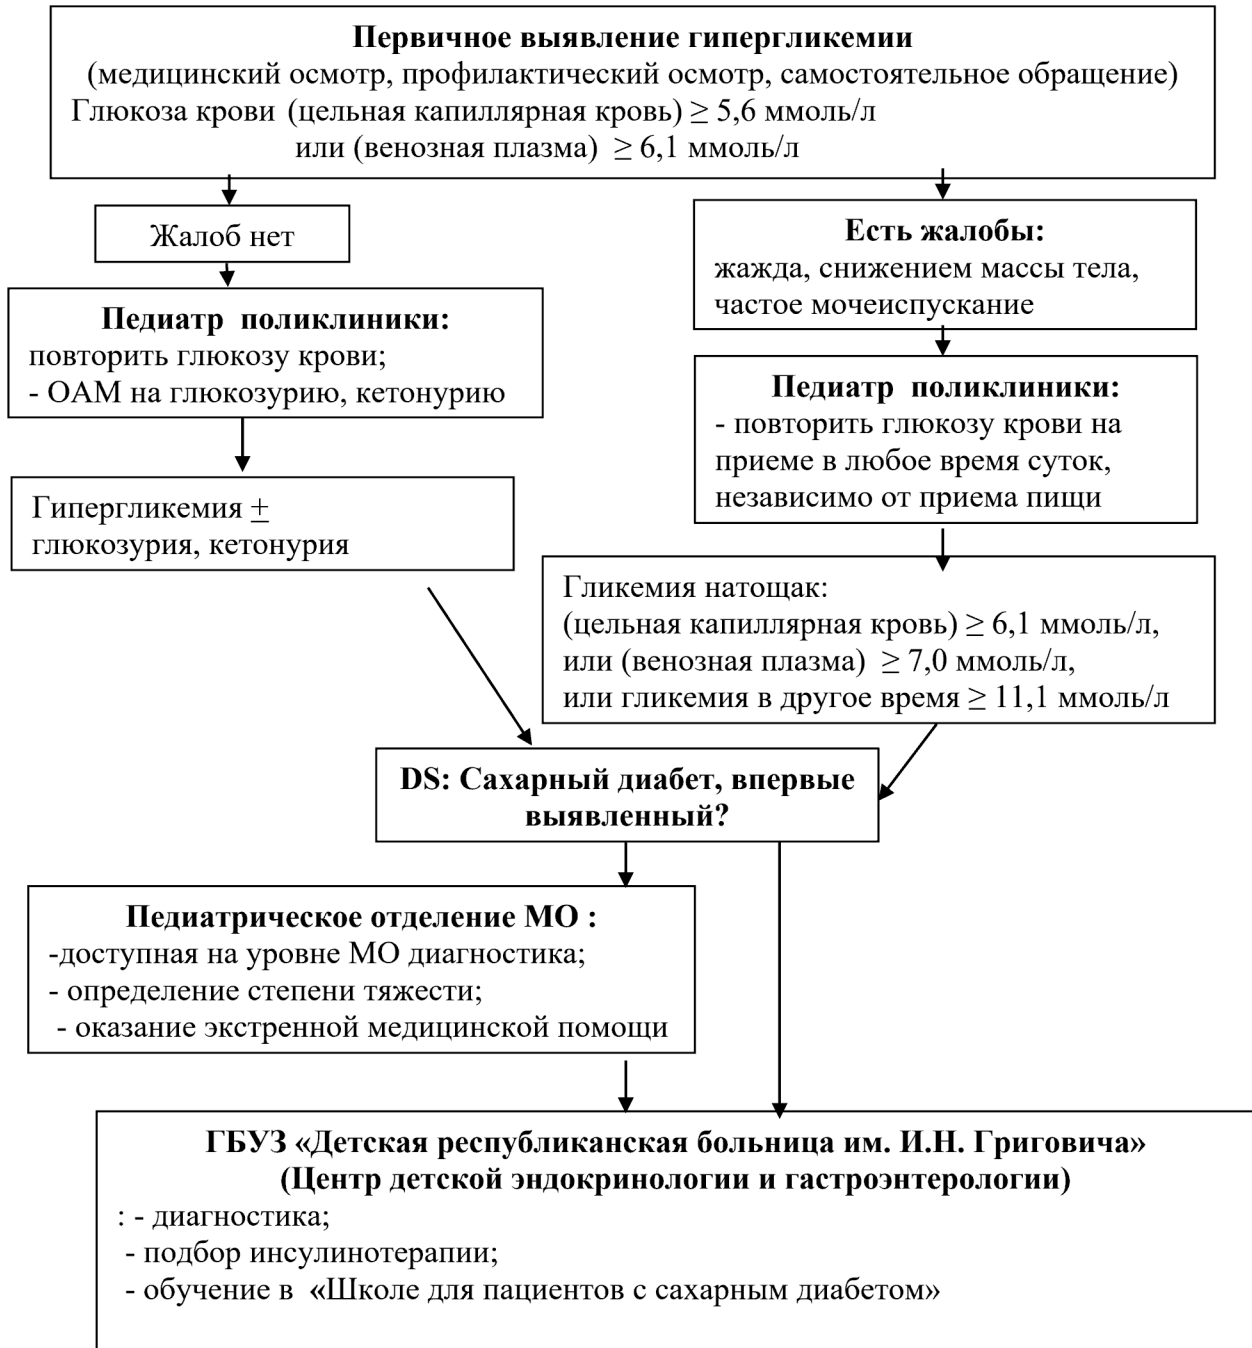 Первичное выявление гипергликемии
(медицинский осмотр, профилактический осмотр, самостоятельное обращение)
Глюкоза крови (цельная капиллярная кровь) ≥ 5,6 ммоль/л
или (венозная плазма) ≥ 6,1 ммоль/л
Жалоб нет
Педиатр поликлиники:
повторить глюкозу крови;
- ОАМ на глюкозурию, кетонурию
Гипергликемия ±
глюкозурия, кетонурия
Есть жалобы:
жажда, снижением массы тела,
частое мочеиспускание
Педиатр поликлиники:
- повторить глюкозу крови на
приеме в любое время суток,
независимо от приема пищи
Гликемия натощак:
(цельная капиллярная кровь) ≥ 6,1 ммоль/л,
или (венозная плазма) ≥ 7,0 ммоль/л,
или гликемия в другое время ≥ 11,1 ммоль/л
DS: Сахарный диабет, впервые
выявленный?
Педиатрическое отделение МО :
-доступная на уровне МО диагностика;
- определение степени тяжести;
- оказание экстренной медицинской помощи
ГБУЗ «Детская республиканская больница им. И.Н. Григовича»
(Центр детской эндокринологии и гастроэнтерологии)
: - диагностика;
- подбор инсулинотерапии;
- обучение в «Школе для пациентов с сахарным диабетом»